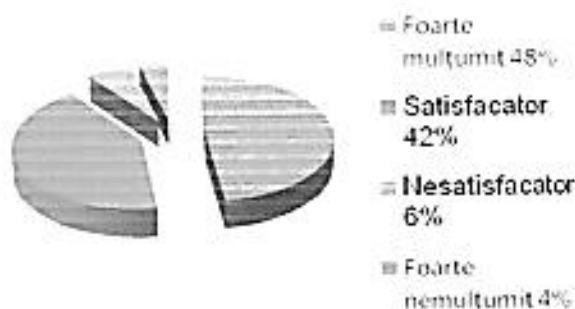 Foarte
multumit 48%
Satisfacator
42%
Nesatisfacator
6%
Foarte
nemultumit 4%